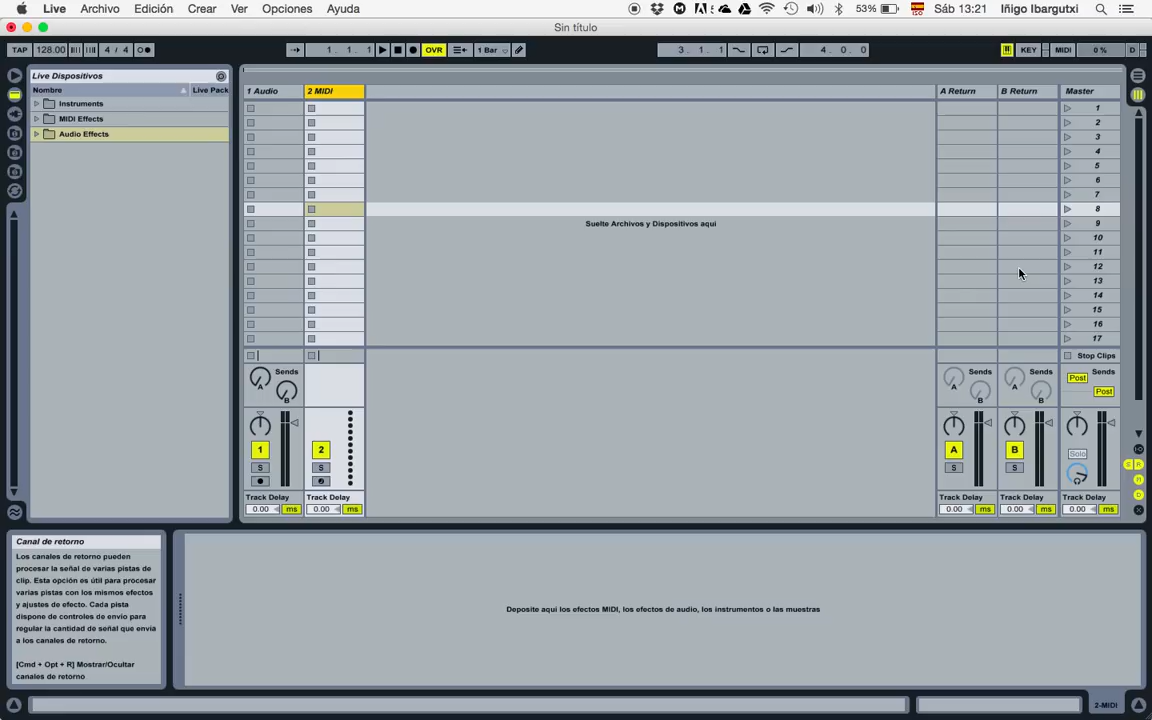 Live Archivo Edición Crear Ver Opciones Ayuda 53% Sáb 13:21 Iñigo Ibargutxi
Sin título
TAP 128.00 4 / 4 1. 1. 1 OVR 1 Bar 3. 1. 1 4. 0. 0 KEY MIDI 0 % D
Live Dispositivos
Nombre Live Pack
Instruments
MIDI Effects
Audio Effects
1 Audio 2 MIDI A Return B Return Master
1
2
3
4
5
6
7
8
Suelte Archivos y Dispositivos aqui 9
10
11
12
13
14
15
16
17
Stop Clips
Sends Sends Sends Sends
A A A Post
B B B Post
1 2 A B
S S S S Solo
Track Delay Track Delay Track Delay Track Delay Track Delay
0.00 ms 0.00 ms 0.00 ms 0.00 ms 0.00 ms
Canal de retorno
Los canales de retorno pueden
procesar la señal de varias pistas de
clip. Esta opción es útil para procesar
varias pistas con los mismos efectos
y ajustes de efecto. Cada pista
dispone de controles de envío para
regular la cantidad de señal que envía
a los canales de retorno.
[Cmd + Opt + R] Mostrar/Ocultar
canales de retorno
Deposite aqui los efectos MIDI, los efectos de audio, los instrumentos o las muestras
2-MIDI